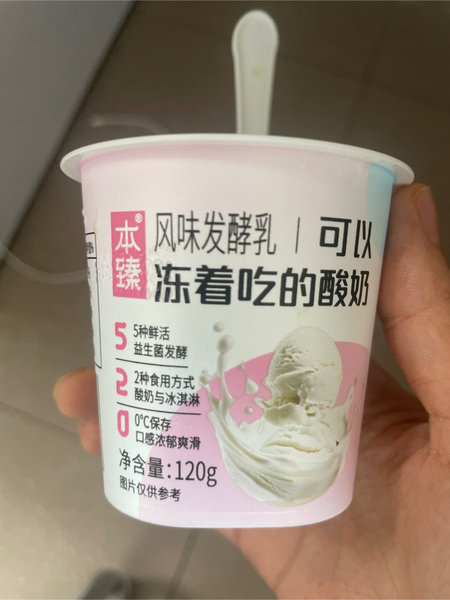 本臻®
风味发酵乳 | 可以
冻着吃的酸奶
5 5种鲜活
益生菌发酵
2 2种食用方式
酸奶与冰淇淋
0 0℃保存
口感浓郁爽滑
净含量:120g
图片仅供参考